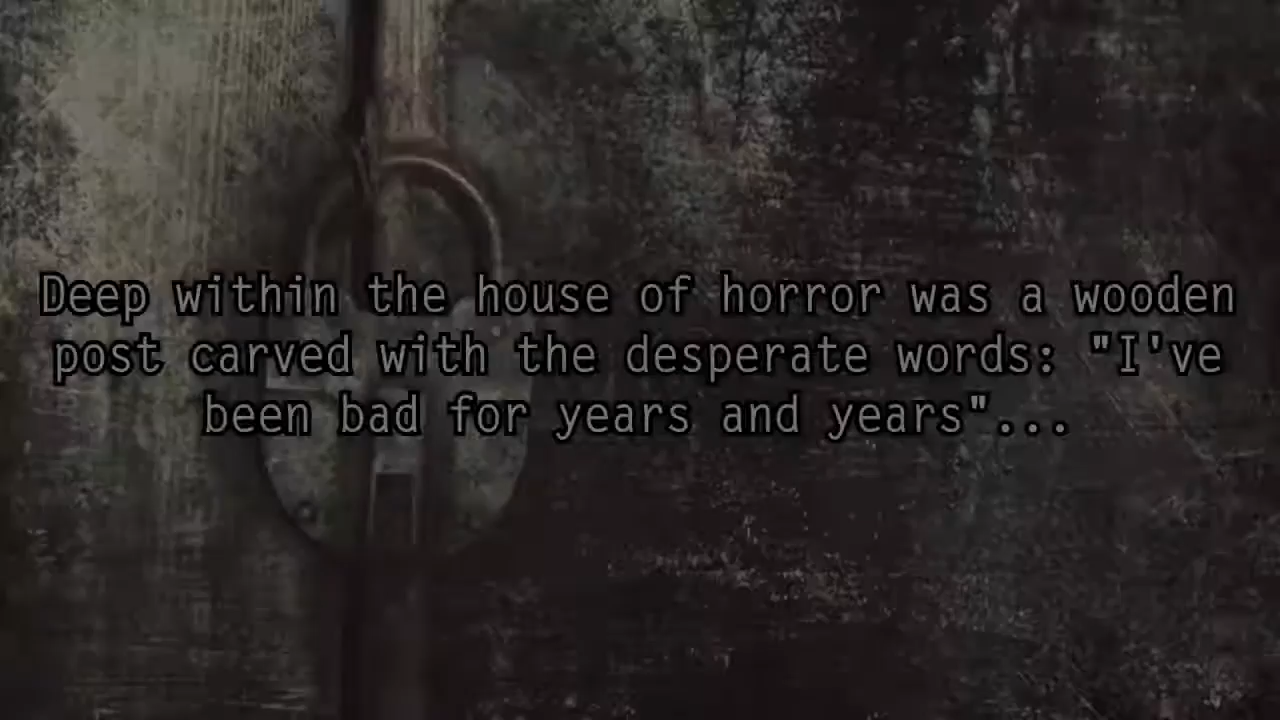 Deep within the house of horror was a wooden
post carved with the desperate words: "I've
been bad for years and years"...